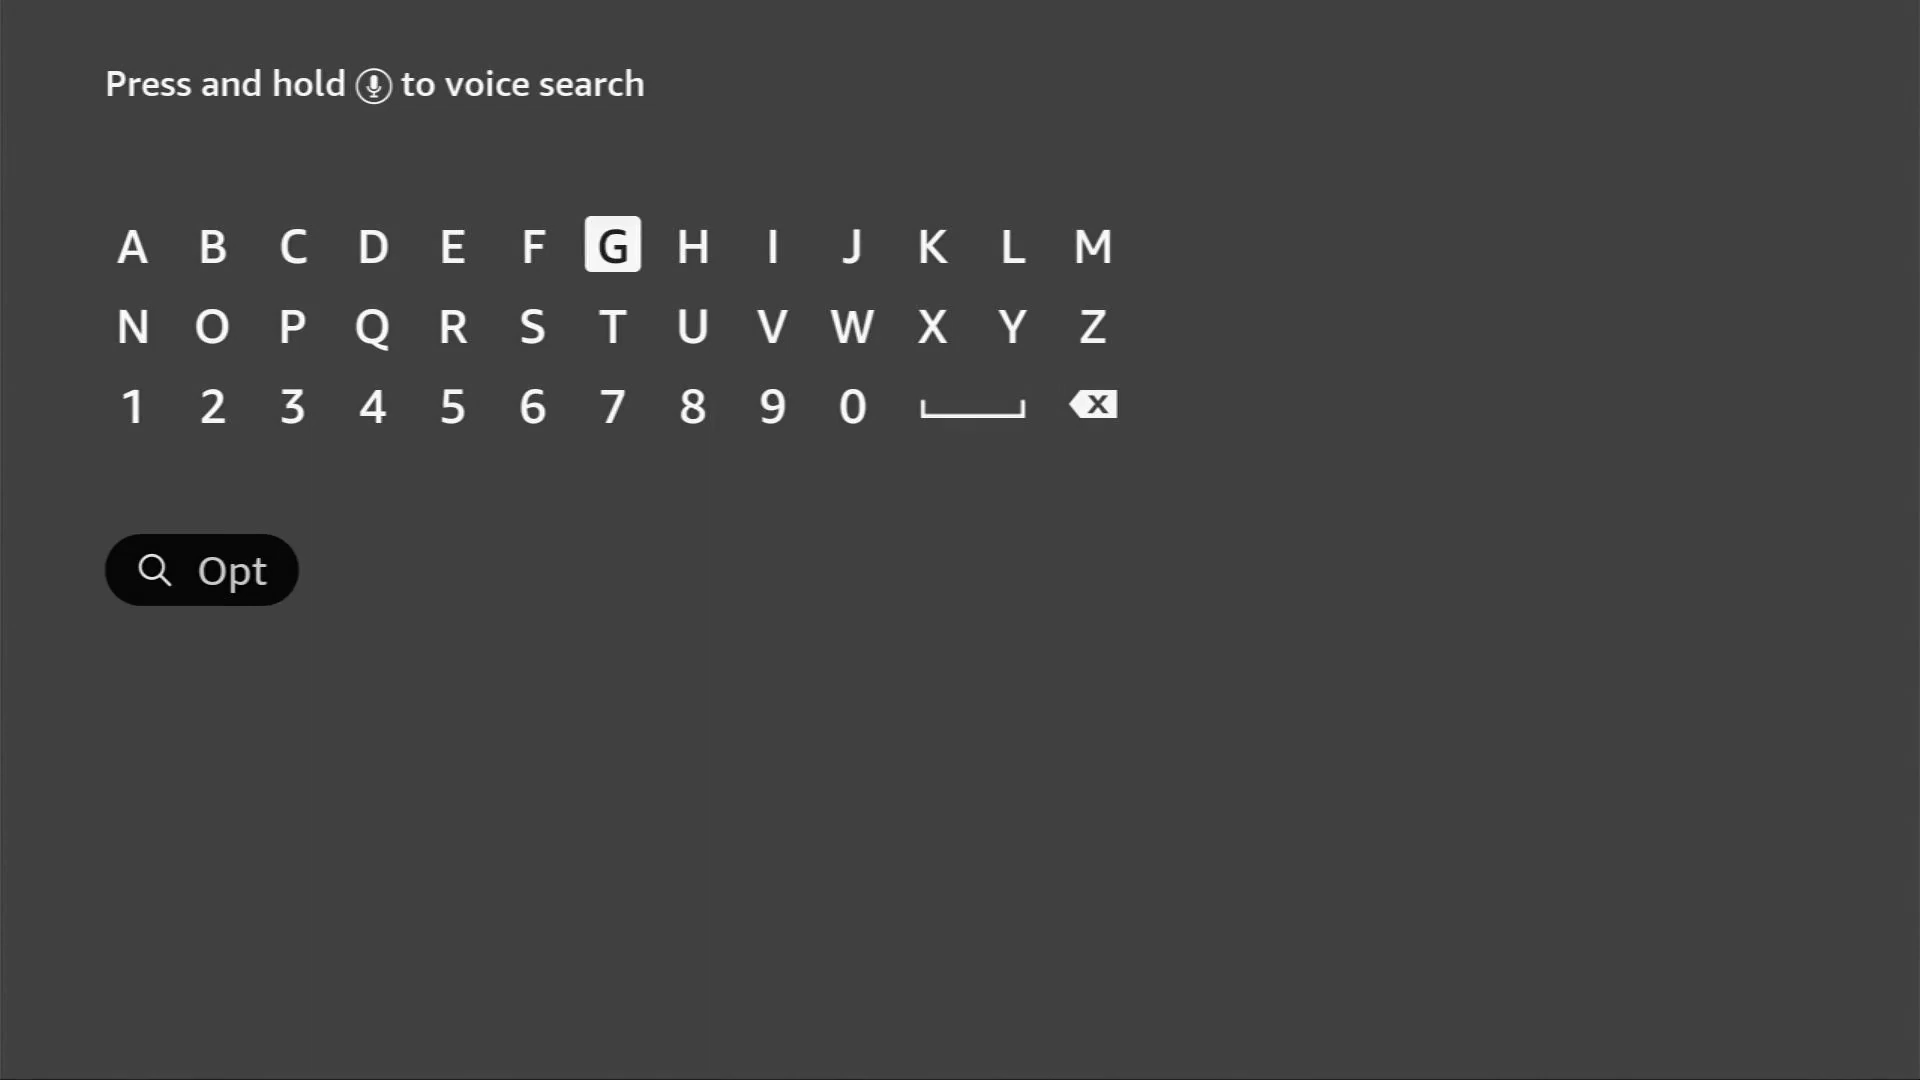 Press and hold to voice search
A B C D E F G H I J K L M
N O P Q R S T U V W X Y Z
1 2 3 4 5 6 7 8 9 0
Opt